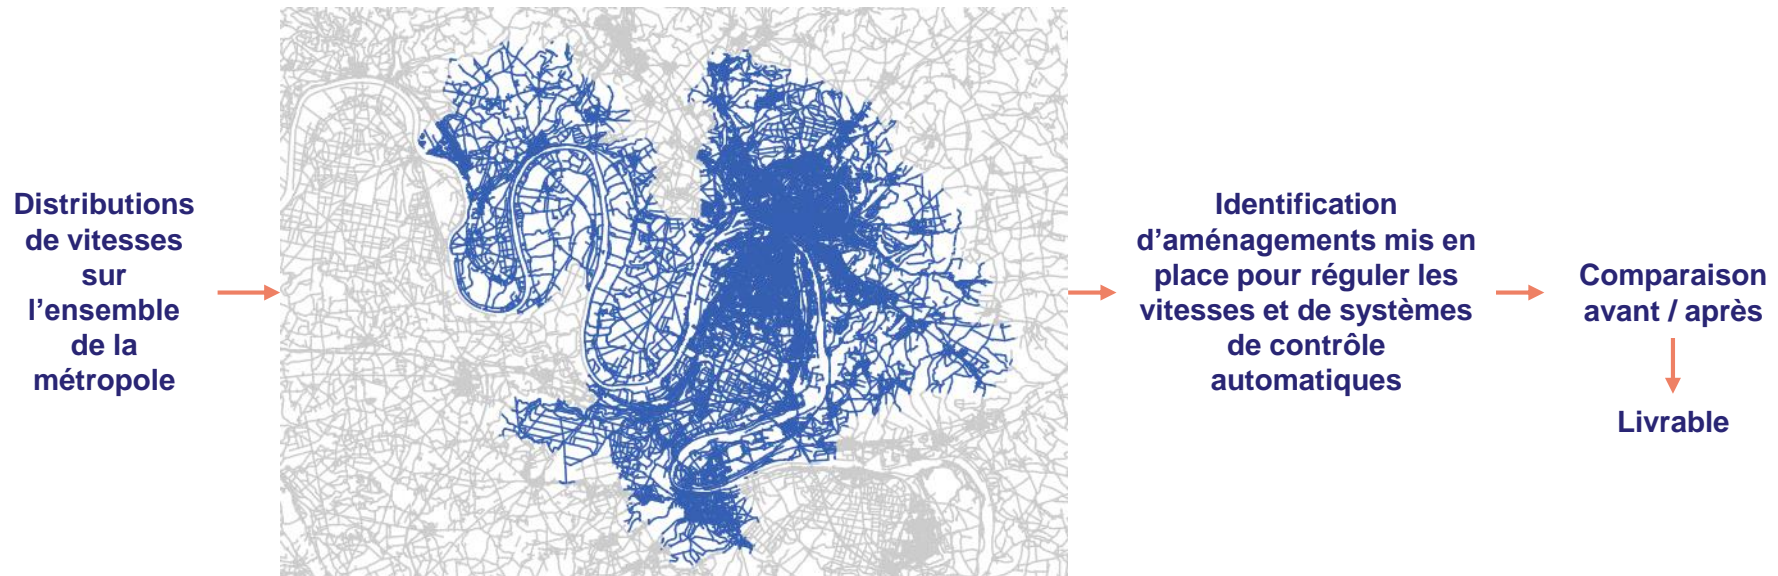 Distributions
de vitesses
sur
l’ensemble
de la
métropole
Identification
d’aménagements mis en
place pour réguler les
vitesses et de systèmes
de contrôle
automatiques
Comparaison
avant / après
Livrable